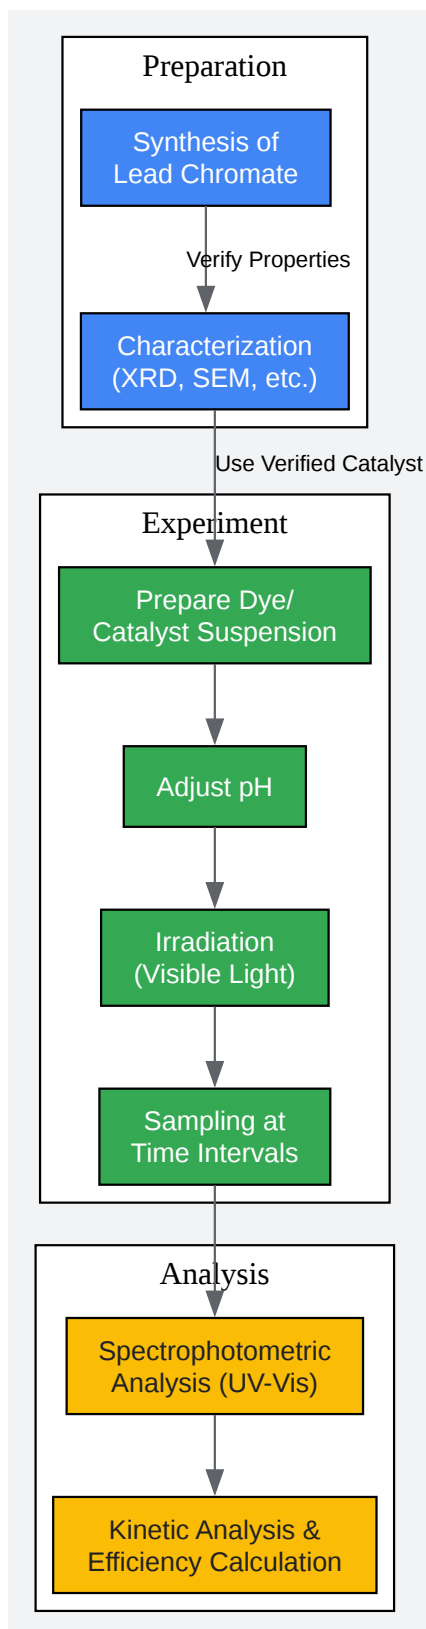 Preparation
Synthesis of
Lead Chromate
Verify Properties
Characterization
(XRD, SEM, etc.)
Use Verified Catalyst
Experiment
Prepare Dye/
Catalyst Suspension
Adjust pH
Irradiation
(Visible Light)
Sampling at
Time Intervals
Analysis
Spectrophotometric
Analysis (UV-Vis)
Kinetic Analysis &
Efficiency Calculation